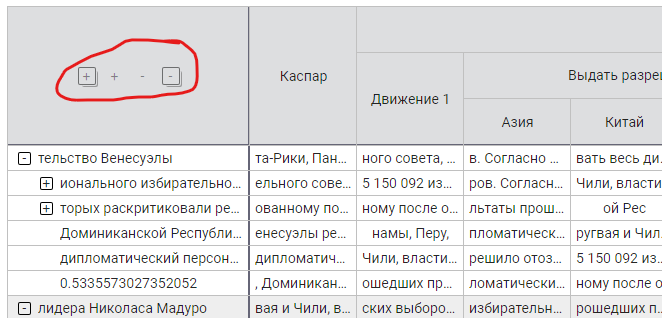 + + - -
Каспар
Движение 1
Выдать разреш
Азия Китай
- тельство Венесуэлы та-Рики, Пан... ного совета, ... в. Согласно ... вать весь ди...
+ ионального избирательно... ельного сове... 5 150 092 из... ров. Согласн... Чили, власти...
+ торых раскритиковали ре... ованному по... ному после о... льтаты прош... ой Рес
Доминиканской Республи... енесуэлы ре... намы, Перу, пломатическ... ругвая и Чил...
дипломатический персон... дипломатич... Чили, власти... решило отоз... 5 150 092 из...
0.5335573027352052 , Доминикан... ошедших пр... ломатически... ному после о...
- лидера Николаса Мадуро вая и Чили, в... ских выборо... избирательн... рошедших п...